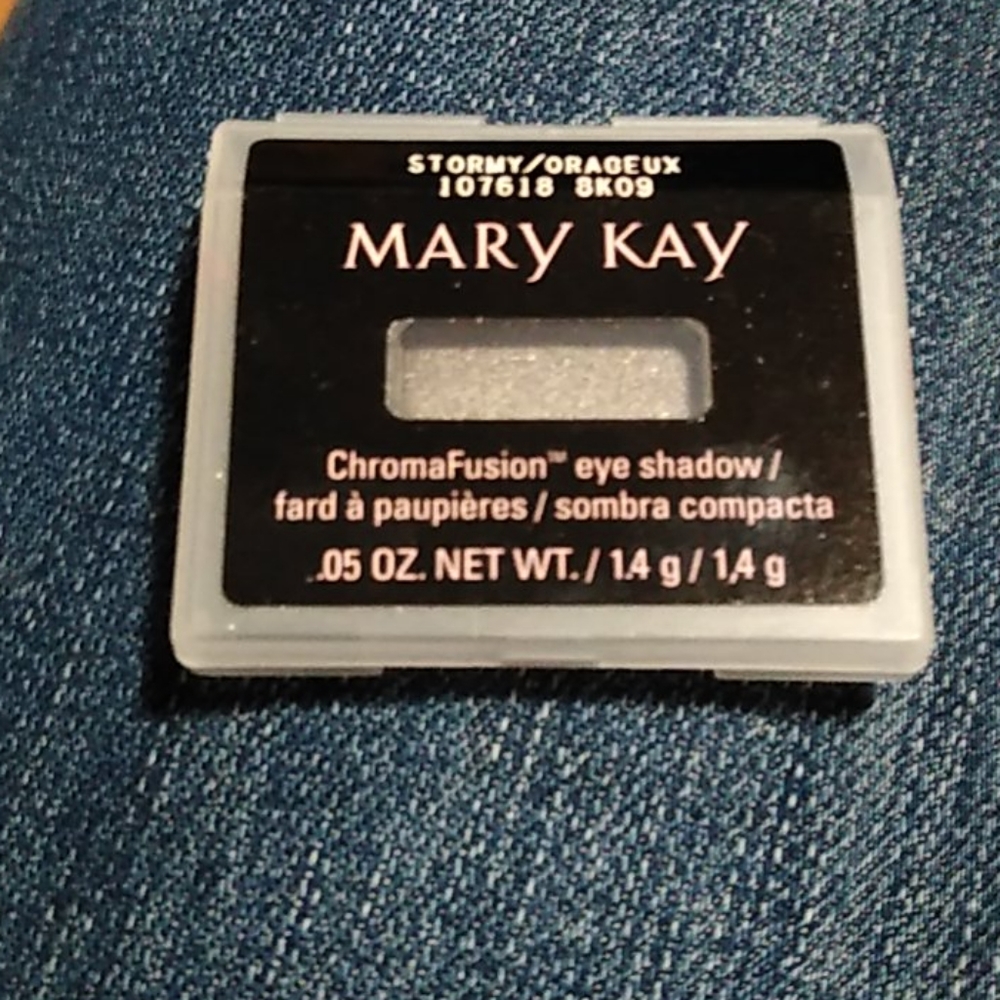 STORMY/ORAGEUX
107618 8K09
MARY KAY
ChromaFusion™ eye shadow /
fard à paupières / sombra compacta
.05 OZ. NET WT. / 1.4 g / 1,4 g